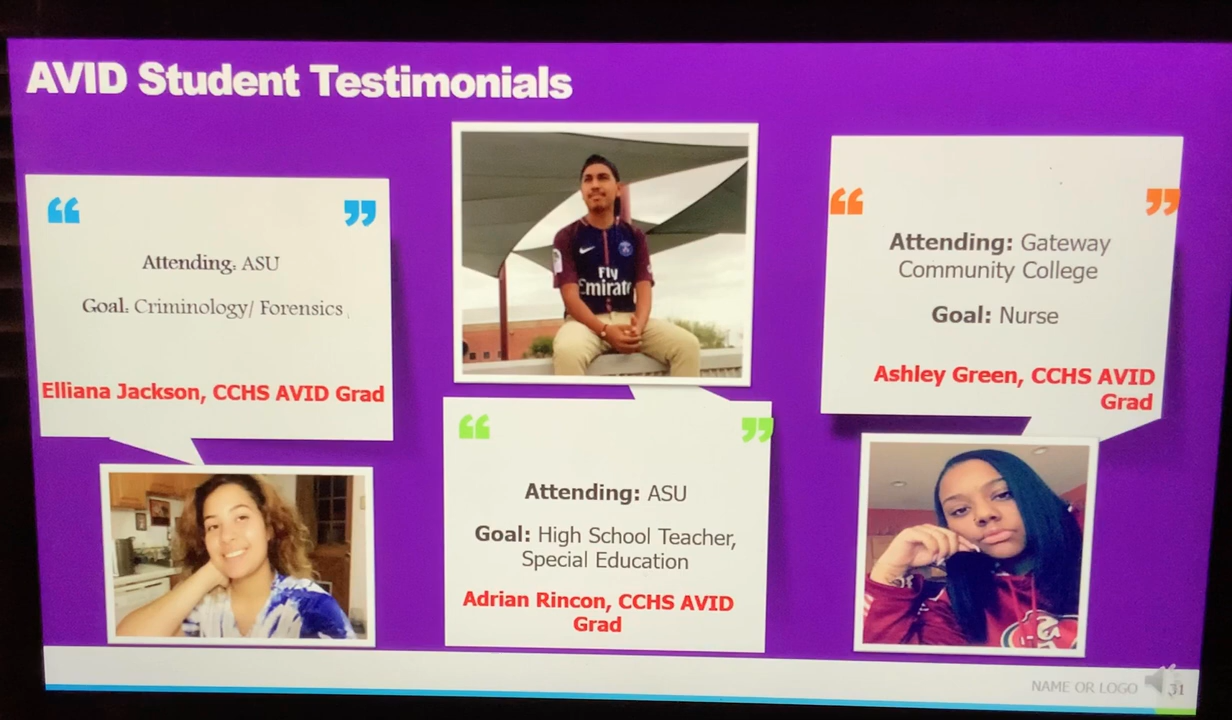 AVID Student Testimonials
“ ”
Attending: ASU
Goal: Criminology/ Forensics
Elliana Jackson, CCHS AVID Grad
Fly
Emirate
“ ”
Attending: ASU
Goal: High School Teacher,
Special Education
Adrian Rincon, CCHS AVID
Grad
“ ”
Attending: Gateway
Community College
Goal: Nurse
Ashley Green, CCHS AVID
Grad
NAME OR LOGO
31